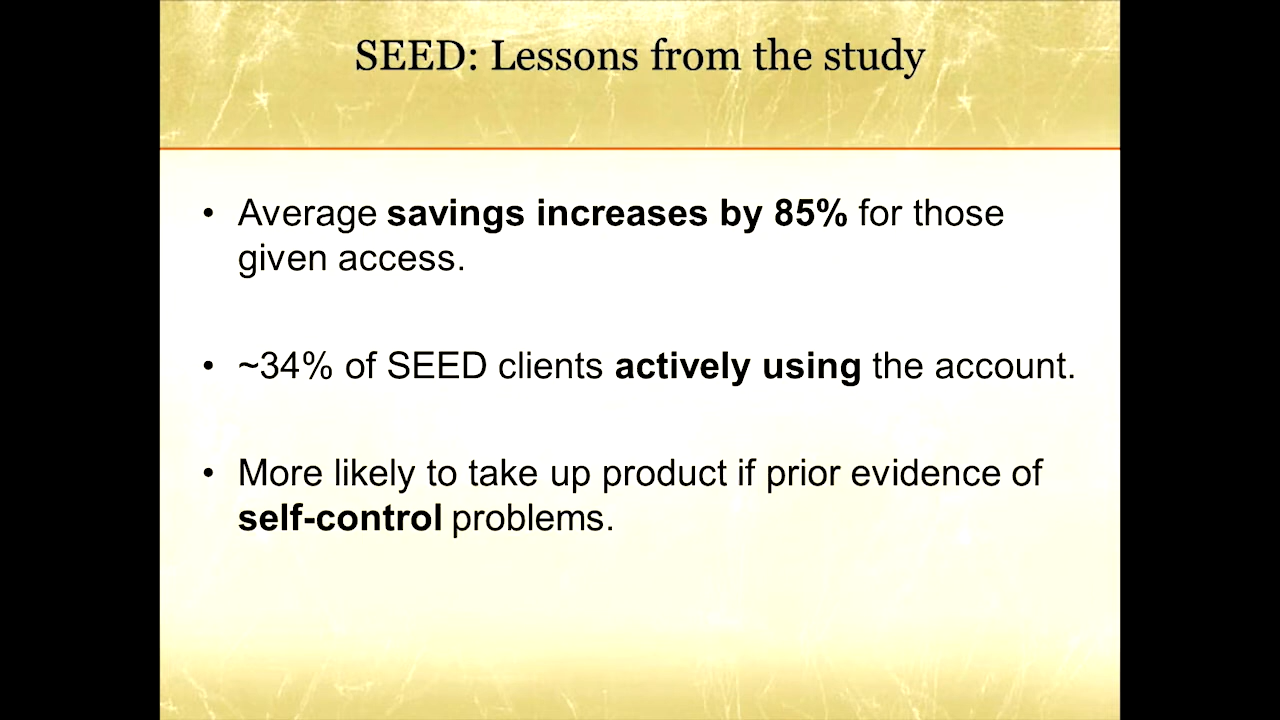 SEED: Lessons from the study
• Average savings increases by 85% for those
given access.
• ~34% of SEED clients actively using the account.
• More likely to take up product if prior evidence of
self-control problems.